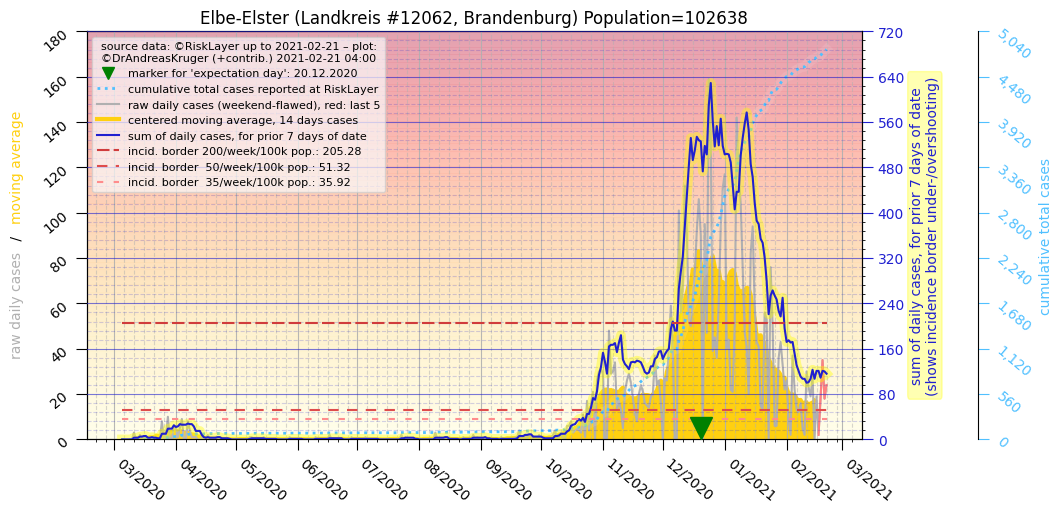 Elbe-Elster (Landkreis #12062, Brandenburg) Population=102638
source data: ©RiskLayer up to 2021-02-21 – plot:
©DrAndreasKruger (+contrib.) 2021-02-21 04:00
marker for 'expectation day': 20.12.2020
cumulative total cases reported at RiskLayer
raw daily cases (weekend-flawed), red: last 5
centered moving average, 14 days cases
sum of daily cases, for prior 7 days of date
incid. border 200/week/100k pop.: 205.28
incid. border  50/week/100k pop.: 51.32
incid. border  35/week/100k pop.: 35.92
raw daily cases / moving average
180
160
140
120
100
80
60
40
20
0
03/2020
04/2020
05/2020
06/2020
07/2020
08/2020
09/2020
10/2020
11/2020
12/2020
01/2021
02/2021
03/2021
720
640
560
480
400
320
240
160
80
0
sum of daily cases, for prior 7 days of date
(shows incidence border under-/overshooting)
5,040
4,480
3,920
3,360
2,800
2,240
1,680
1,120
560
0
cumulative total cases